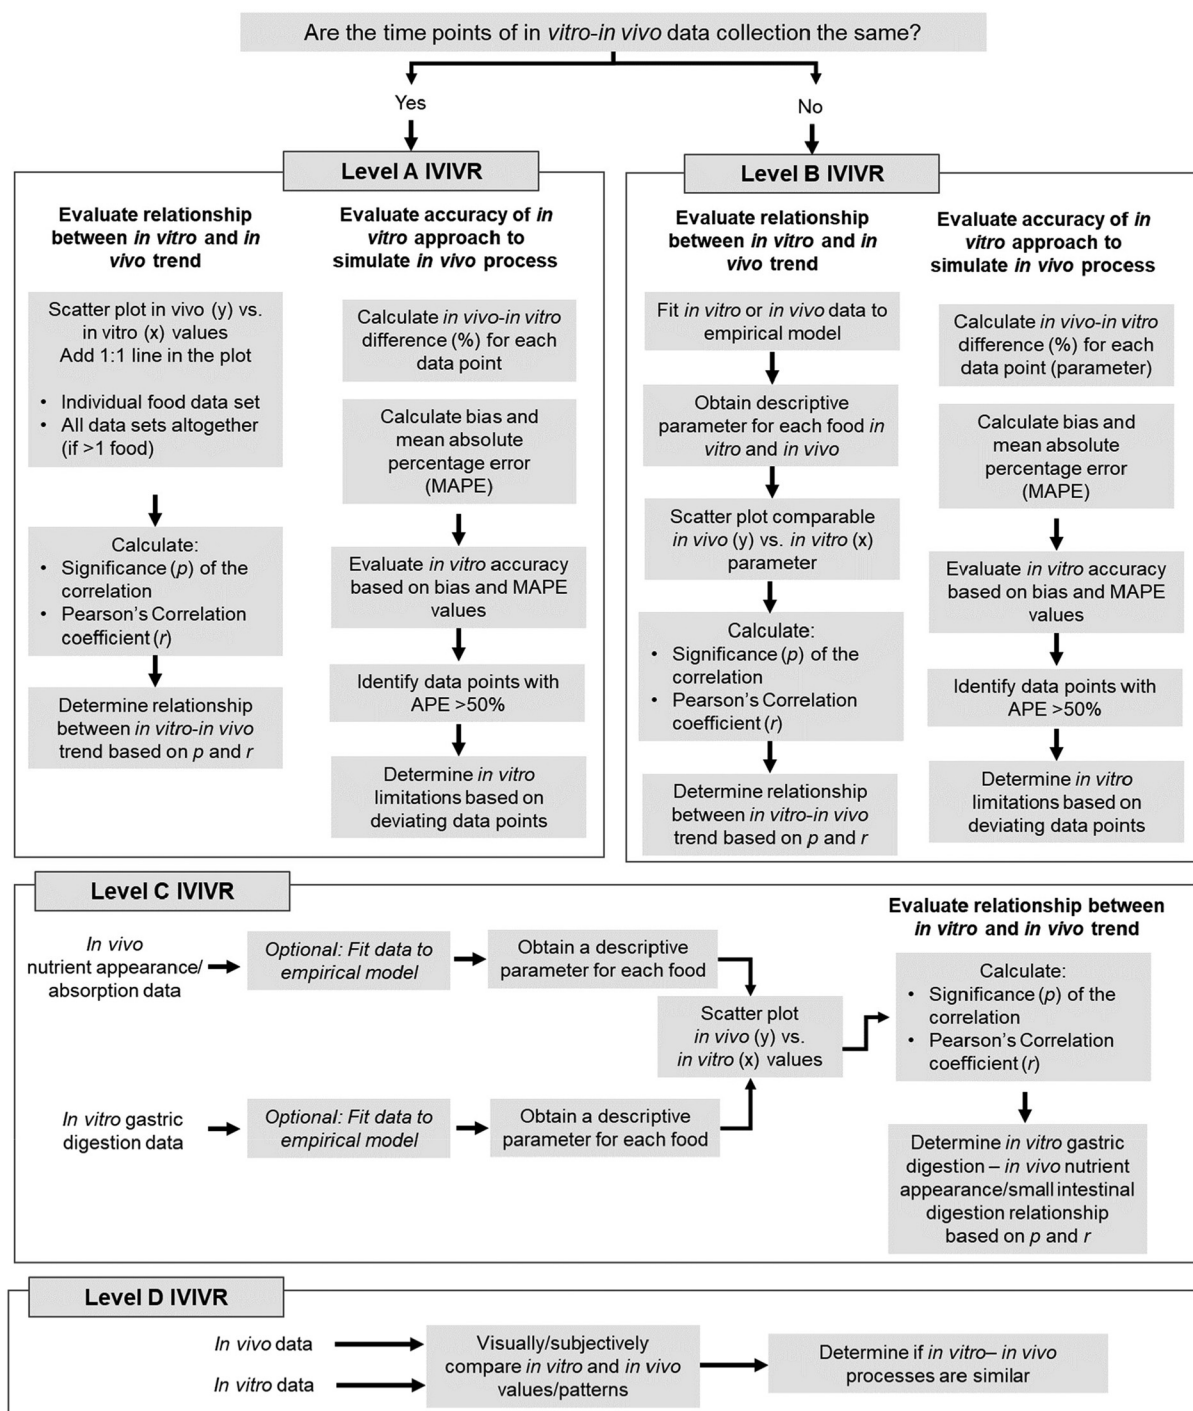 Are the time points of in vitro-in vivo data collection the same?
Yes
No
Level A IVIVR
Evaluate relationship
between in vitro and in
vivo trend
Scatter plot in vivo (y) vs.
in vitro (x) values
Add 1:1 line in the plot
• Individual food data set
• All data sets altogether
(if >1 food)
Calculate:
• Significance (p) of the
correlation
• Pearson's Correlation
coefficient (r)
Determine relationship
between in vitro-in vivo
trend based on p and r
Evaluate accuracy of in
vitro approach to
simulate in vivo process
Calculate in vivo-in vitro
difference (%) for each
data point
Calculate bias and
mean absolute
percentage error
(MAPE)
Evaluate in vitro accuracy
based on bias and MAPE
values
Identify data points with
APE >50%
Determine in vitro
limitations based on
deviating data points
Level B IVIVR
Evaluate relationship
between in vitro and in
vivo trend
Fit in vitro or in vivo data to
empirical model
Obtain descriptive
parameter for each food in
vitro and in vivo
Scatter plot comparable
in vivo (y) vs. in vitro (x)
parameter
Calculate:
• Significance (p) of the
correlation
• Pearson's Correlation
coefficient (r)
Determine relationship
between in vitro-in vivo
trend based on p and r
Evaluate accuracy of in
vitro approach to
simulate in vivo process
Calculate in vivo-in vitro
difference (%) for each
data point (parameter)
Calculate bias and
mean absolute
percentage error
(MAPE)
Evaluate in vitro accuracy
based on bias and MAPE
values
Identify data points with
APE >50%
Determine in vitro
limitations based on
deviating data points
Level C IVIVR
In vivo
nutrient appearance/
absorption data
Optional: Fit data to
empirical model
Obtain a descriptive
parameter for each food
In vitro gastric
digestion data
Optional: Fit data to
empirical model
Obtain a descriptive
parameter for each food
Scatter plot
in vivo (y) vs.
in vitro (x) values
Evaluate relationship between
in vitro and in vivo trend
Calculate:
• Significance (p) of the
correlation
• Pearson's Correlation
coefficient (r)
Determine in vitro gastric
digestion – in vivo nutrient
appearance/small intestinal
digestion relationship
based on p and r
Level D IVIVR
In vivo data
In vitro data
Visually/subjectively
compare in vitro and in vivo
values/patterns
Determine if in vitro– in vivo
processes are similar